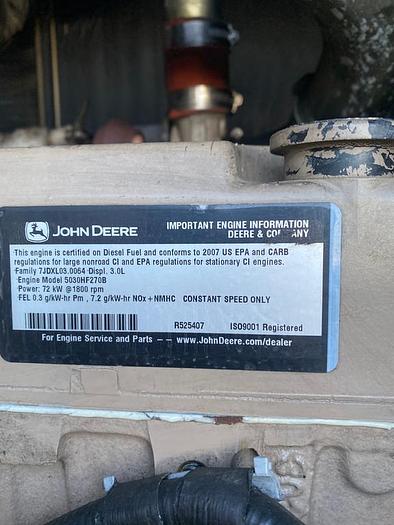 JOHN DEERE
IMPORTANT ENGINE INFORMATION
DEERE & COMPANY
This engine is certified on Diesel Fuel and conforms to 2007 US EPA and CARB
regulations for large nonroad CI and EPA regulations for stationary CI engines.
·Family 7JDXL03.0064 ·Displ. 3.0L
·Engine Model 5030HF270B
·Power: 72 kW @1800 rpm
·FEL 0.3 g/kW-hr Pm , 7.2 g/kW-hr NOx + NMHC CONSTANT SPEED ONLY
R525407 ISO9001 Registered
For Engine Service and Parts – – www.JohnDeere.com/dealer